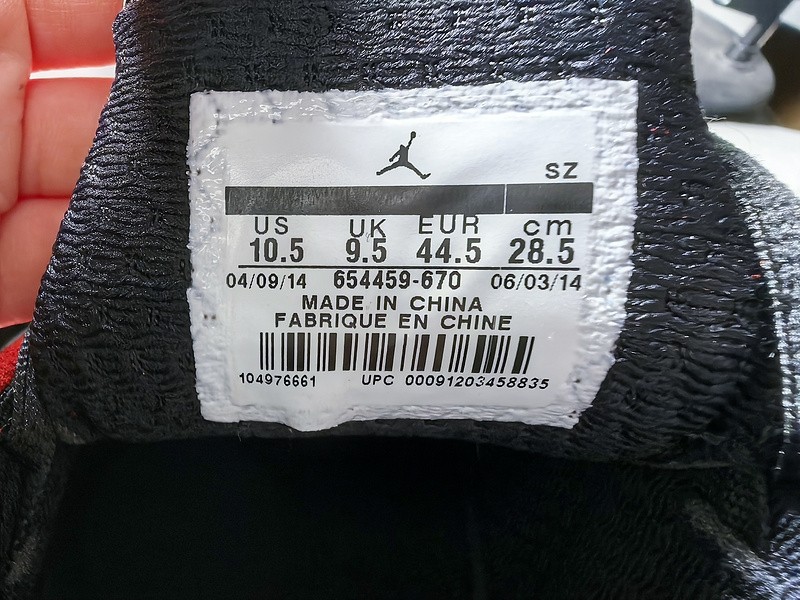 SZ
US UK EUR cm
10.5 9.5 44.5 28.5
04/09/14 654459-670 06/03/14
MADE IN CHINA
FABRIQUE EN CHINE
104976661 UPC 00091203458835